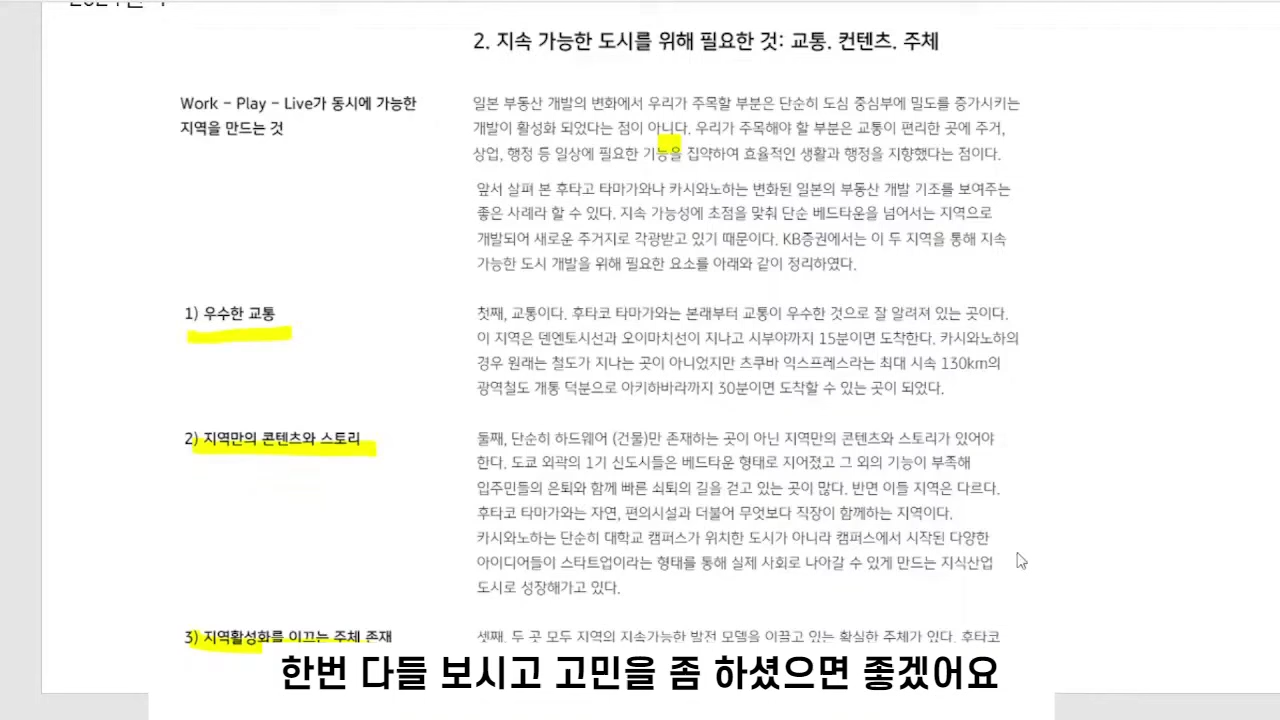 2. 지속 가능한 도시를 위해 필요한 것: 교통. 컨텐츠. 주체
Work - Play - Live가 동시에 가능한
지역을 만드는 것
일본 부동산 개발의 변화에서 우리가 주목할 부분은 단순히 도심 중심부에 밀도를 증가시키는
개발이 활성화 되었다는 점이 아니다. 우리가 주목해야 할 부분은 교통이 편리한 곳에 주거,
상업, 행정 등 일상에 필요한 기능을 집약하여 효율적인 생활과 행정을 지향했다는 점이다.
앞서 살펴 본 후타고 타마가와나 카시와노하는 변화된 일본의 부동산 개발 기조를 보여주는
좋은 사례라 할 수 있다. 지속 가능성에 초점을 맞춰 단순 베드타운을 넘어서는 지역으로
개발되어 새로운 주거지로 각광받고 있기 때문이다. KB증권에서는 이 두 지역을 통해 지속
가능한 도시 개발을 위해 필요한 요소를 아래와 같이 정리하였다.
1) 우수한 교통
첫째, 교통이다. 후타코 타마가와는 본래부터 교통이 우수한 것으로 잘 알려져 있는 곳이다.
이 지역은 덴엔토시선과 오이마치선이 지나고 시부야까지 15분이면 도착한다. 카시와노하의
경우 원래는 철도가 지나는 곳이 아니었지만 츠쿠바 익스프레스라는 최대 시속 130km의
광역철도 개통 덕분으로 아키하바라까지 30분이면 도착할 수 있는 곳이 되었다.
2) 지역만의 콘텐츠와 스토리
둘째, 단순히 하드웨어 (건물)만 존재하는 곳이 아닌 지역만의 콘텐츠와 스토리가 있어야
한다. 도쿄 외곽의 1기 신도시들은 베드타운 형태로 지어졌고 그 외의 기능이 부족해
입주민들의 은퇴와 함께 빠른 쇠퇴의 길을 걷고 있는 곳이 많다. 반면 이들 지역은 다르다.
후타코 타마가와는 자연, 편의시설과 더불어 무엇보다 직장이 함께하는 지역이다.
카시와노하는 단순히 대학교 캠퍼스가 위치한 도시가 아니라 캠퍼스에서 시작된 다양한
아이디어들이 스타트업이라는 형태를 통해 실제 사회로 나아갈 수 있게 만드는 지식산업
도시로 성장해가고 있다.
3) 지역활성화를 이끄는 주체 존재
셋째, 두 곳 모두 지역의 지속가능한 발전 모델을 이끌고 있는 확실한 주체가 있다. 후타코
한번 다들 보시고 고민을 좀 하셨으면 좋겠어요